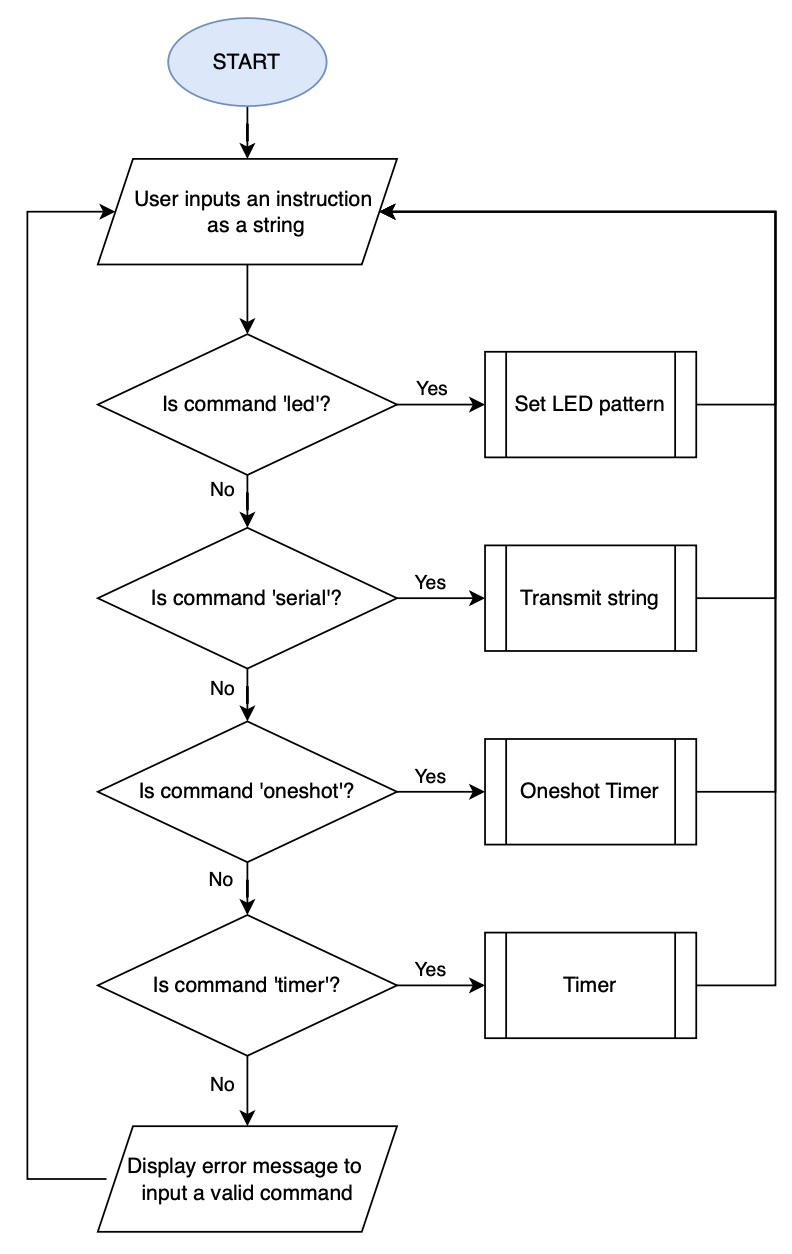 START
User inputs an instruction
as a string
Is command 'led'?
Yes
Set LED pattern
No
Is command 'serial'?
Yes
Transmit string
No
Is command 'oneshot'?
Yes
Oneshot Timer
No
Is command 'timer'?
Yes
Timer
No
Display error message to
input a valid command